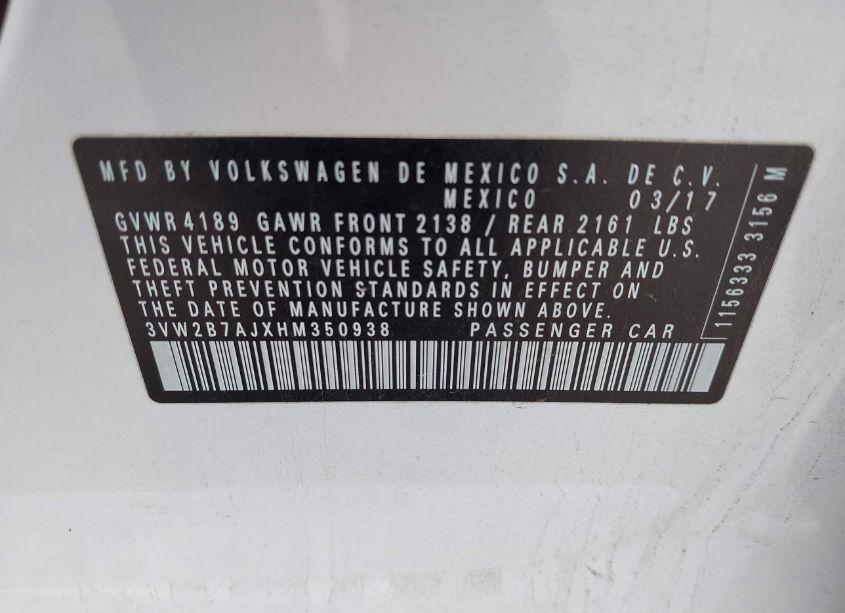 MFD BY VOLKSWAGEN DE MEXICO S.A. DE C.V.
MEXICO 03/17
GVWR 4189 GAWR FRONT 2138 / REAR 2161 LBS
THIS VEHICLE CONFORMS TO ALL APPLICABLE U.S.
FEDERAL MOTOR VEHICLE SAFETY, BUMPER AND
THEFT PREVENTION STANDARDS IN EFFECT ON
THE DATE OF MANUFACTURE SHOWN ABOVE.
3VW2B7AJXHM350938 PASSENGER CAR
1156333 3156 M